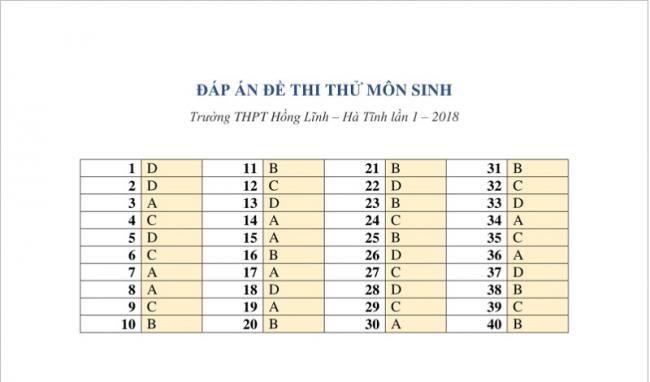 ĐÁP ÁN ĐỀ THI THỬ MÔN SINH
Trường THPT Hồng Lĩnh – Hà Tĩnh lần 1 – 2018
1 D 11 B 21 B 31 B
2 D 12 C 22 D 32 C
3 A 13 D 23 B 33 D
4 C 14 A 24 C 34 A
5 D 15 A 25 B 35 C
6 C 16 B 26 D 36 A
7 A 17 A 27 C 37 D
8 A 18 D 28 D 38 B
9 C 19 A 29 C 39 C
10 B 20 B 30 A 40 B